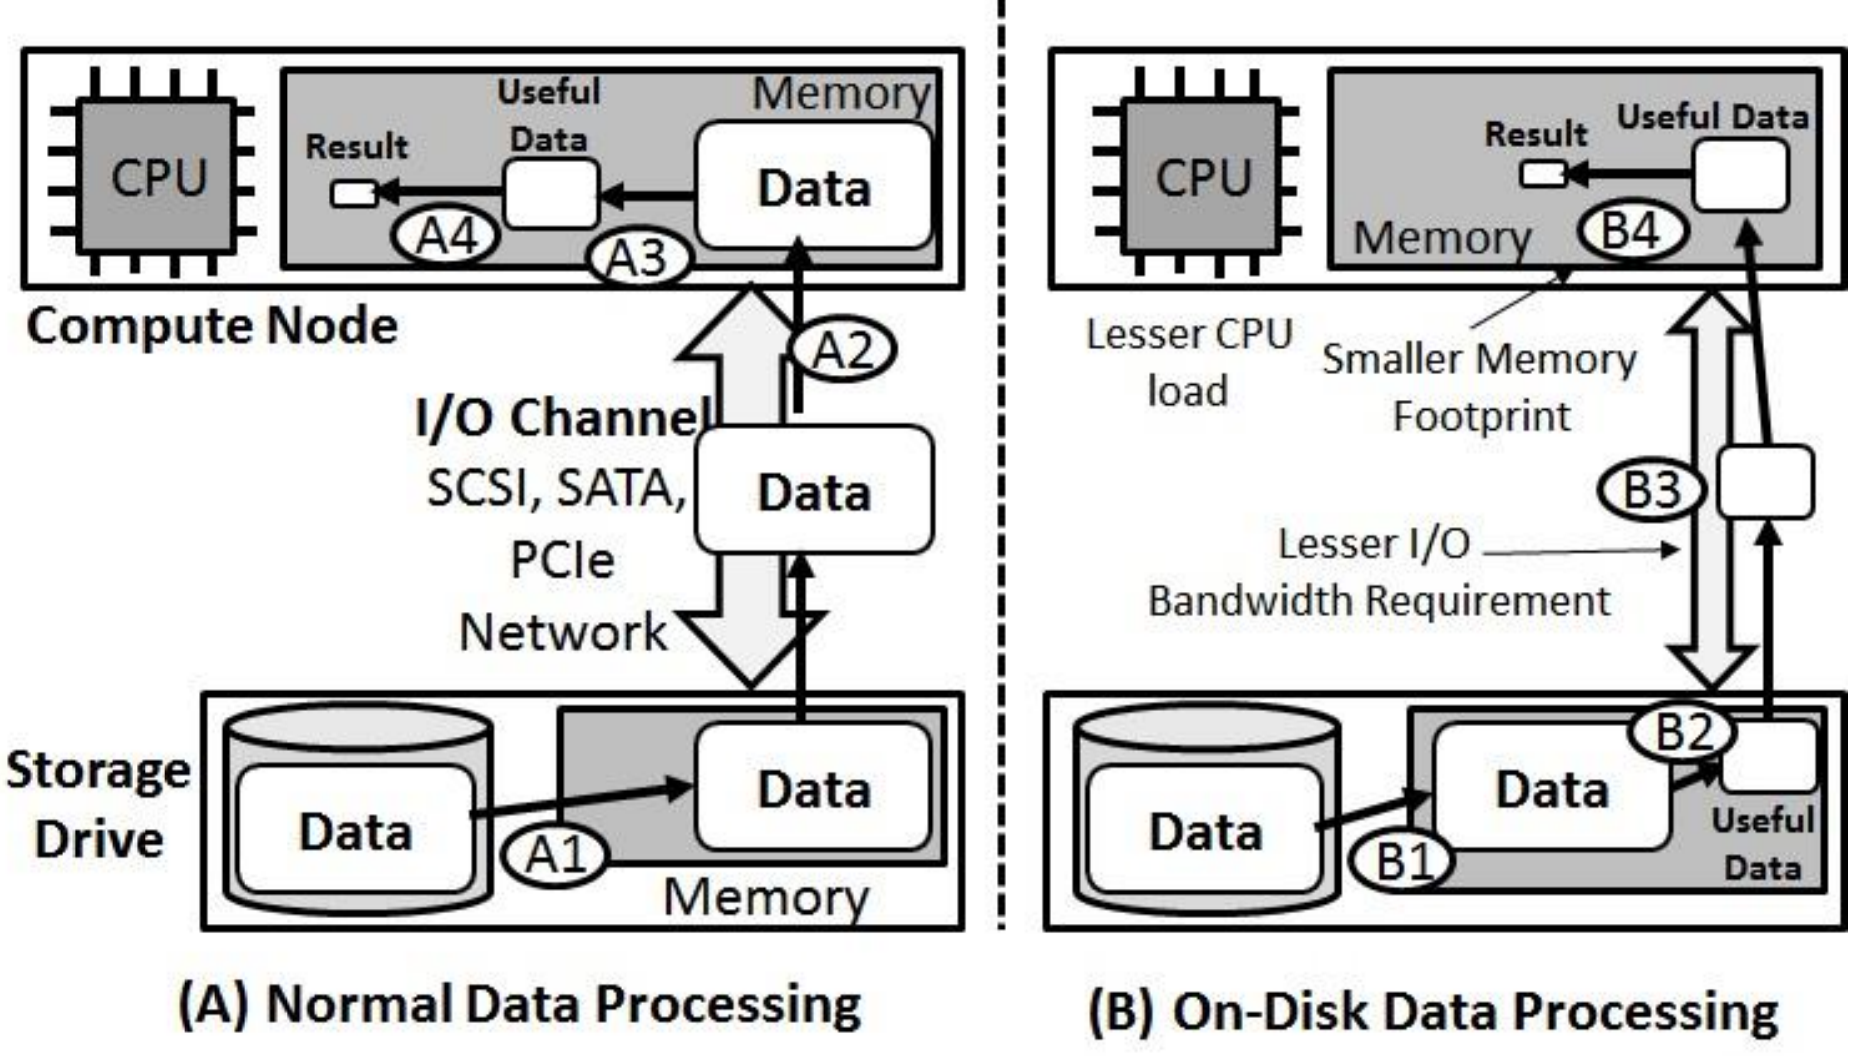 CPU
Useful
Data
Memory
Result
Data
A4
A3
Compute Node
A2
I/O Channel
SCSI, SATA,
PCIe
Network
Data
Storage
Drive
Data
Data
A1
Memory
(A) Normal Data Processing
CPU
Useful Data
Result
Memory
B4
Lesser CPU
load
Smaller Memory
Footprint
B3
Lesser I/O
Bandwidth Requirement
B2
Data
Data
Useful
Data
B1
(B) On-Disk Data Processing